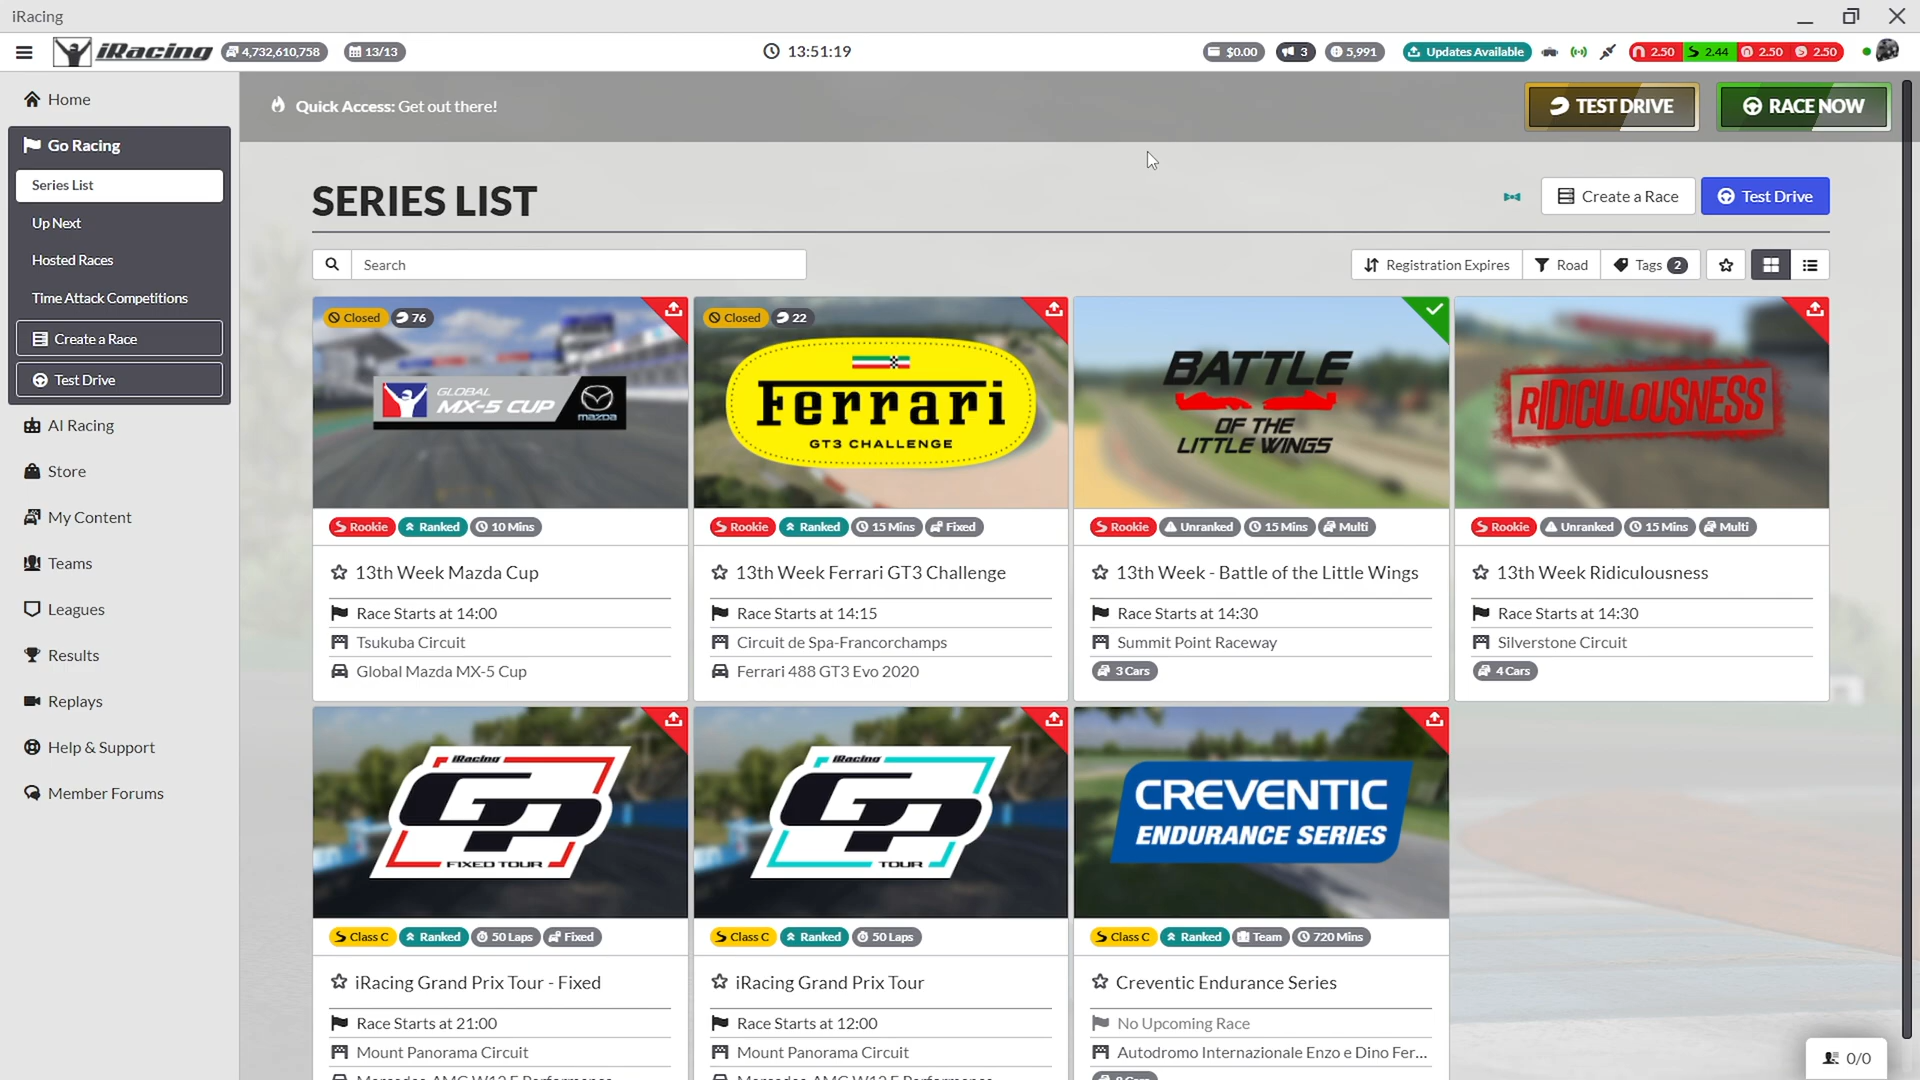 iRacing
iRacing
4,732,610,758
13/13
13:51:19
$0.00
3
5,991
Updates Available
2.50
2.44
2.50
2.50
Home
Go Racing
Series List
Up Next
Hosted Races
Time Attack Competitions
Create a Race
Test Drive
AI Racing
Store
My Content
Teams
Leagues
Results
Replays
Help & Support
Member Forums
Quick Access: Get out there!
TEST DRIVE
RACE NOW
SERIES LIST
Create a Race
Test Drive
Search
Registration Expires
Road
Tags 2
Closed 76
GLOBAL
MX-5 CUP
mazda
Rookie Ranked 10 Mins
13th Week Mazda Cup
Race Starts at 14:00
Tsukuba Circuit
Global Mazda MX-5 Cup
Closed 22
Ferrari
GT3 CHALLENGE
Rookie Ranked 15 Mins Fixed
13th Week Ferrari GT3 Challenge
Race Starts at 14:15
Circuit de Spa-Francorchamps
Ferrari 488 GT3 Evo 2020
BATTLE
OF THE
LITTLE WINGS
Rookie Unranked 15 Mins Multi
13th Week - Battle of the Little Wings
Race Starts at 14:30
Summit Point Raceway
3 Cars
RIDICULOUSNESS
Rookie Unranked 15 Mins Multi
13th Week Ridiculousness
Race Starts at 14:30
Silverstone Circuit
4 Cars
iRacing
GP
FIXED TOUR
Class C Ranked 50 Laps Fixed
iRacing Grand Prix Tour - Fixed
Race Starts at 21:00
Mount Panorama Circuit
Mercedes-AMG W12 E Performance
iRacing
GP
TOUR
Class C Ranked 50 Laps
iRacing Grand Prix Tour
Race Starts at 12:00
Mount Panorama Circuit
Mercedes-AMG W12 E Performance
CREVENTIC
ENDURANCE SERIES
Class C Ranked Team 720 Mins
Creventic Endurance Series
No Upcoming Race
Autodromo Internazionale Enzo e Dino Fer...
0/0